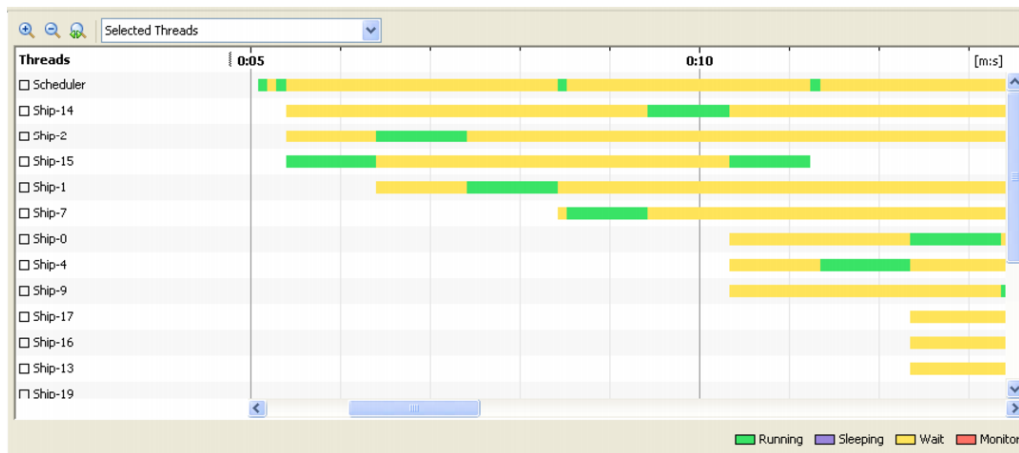 Selected Threads
Threads 0:05 0:10 [m:s]
Scheduler
Ship-14
Ship-2
Ship-15
Ship-1
Ship-7
Ship-0
Ship-4
Ship-9
Ship-17
Ship-16
Ship-13
Ship-19
Running Sleeping Wait Monitor